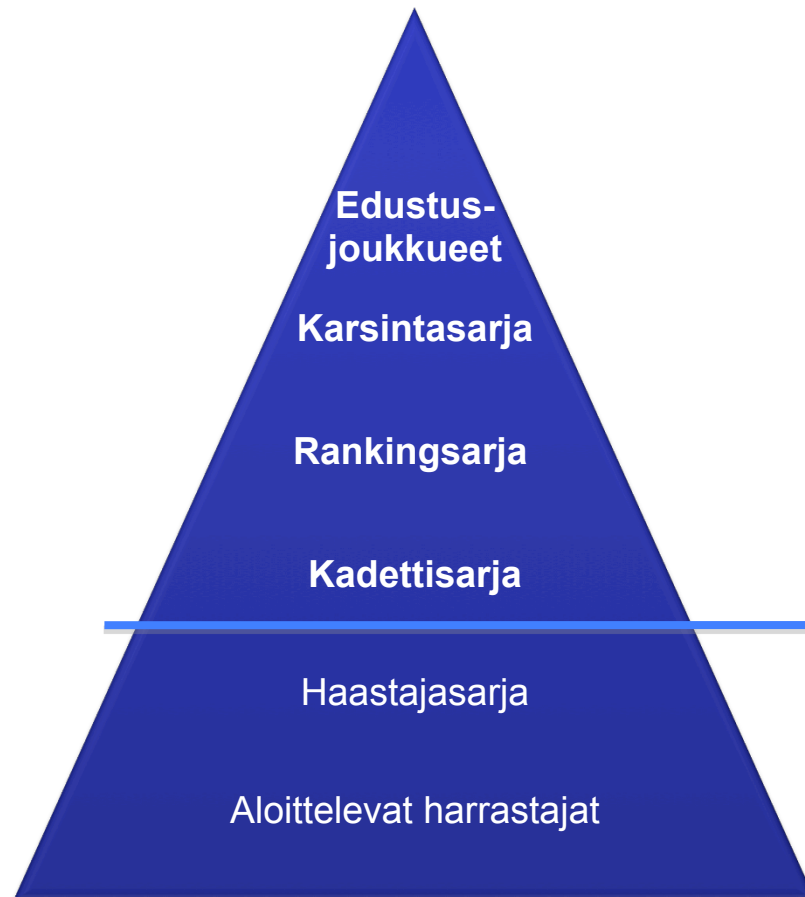 Edustus-
joukkueet
Karsintasarja
Rankingsarja
Kadettisarja
Haastajasarja
Aloittelevat harrastajat